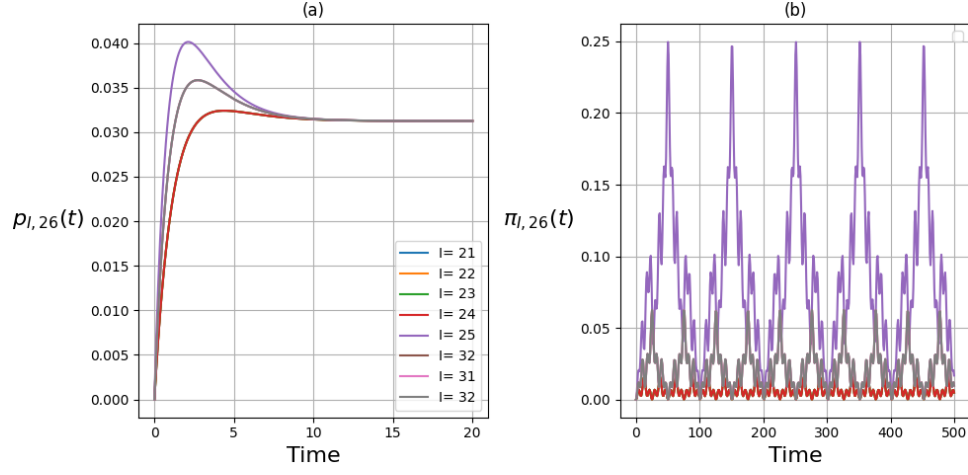 (a)
0.040
0.035
0.030
0.025
0.020
0.015
0.010
0.005
0.000
p_{I,26}(t)
0 5 10 15 20
Time
I= 21
I= 22
I= 23
I= 24
I= 25
I= 32
I= 31
I= 32
(b)
0.25
0.20
0.15
0.10
0.05
0.00
π_{I,26}(t)
0 100 200 300 400 500
Time